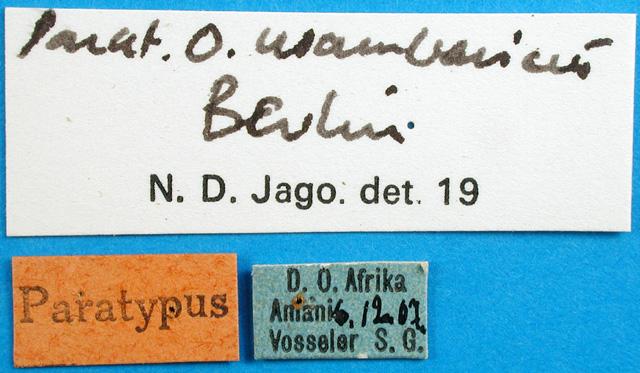 Parat. O. usambaricus
Berlin.
N. D. Jago. det. 19
Paratypus
D. O. Afrika
Amani 6.12.07
Vosseler S. G.